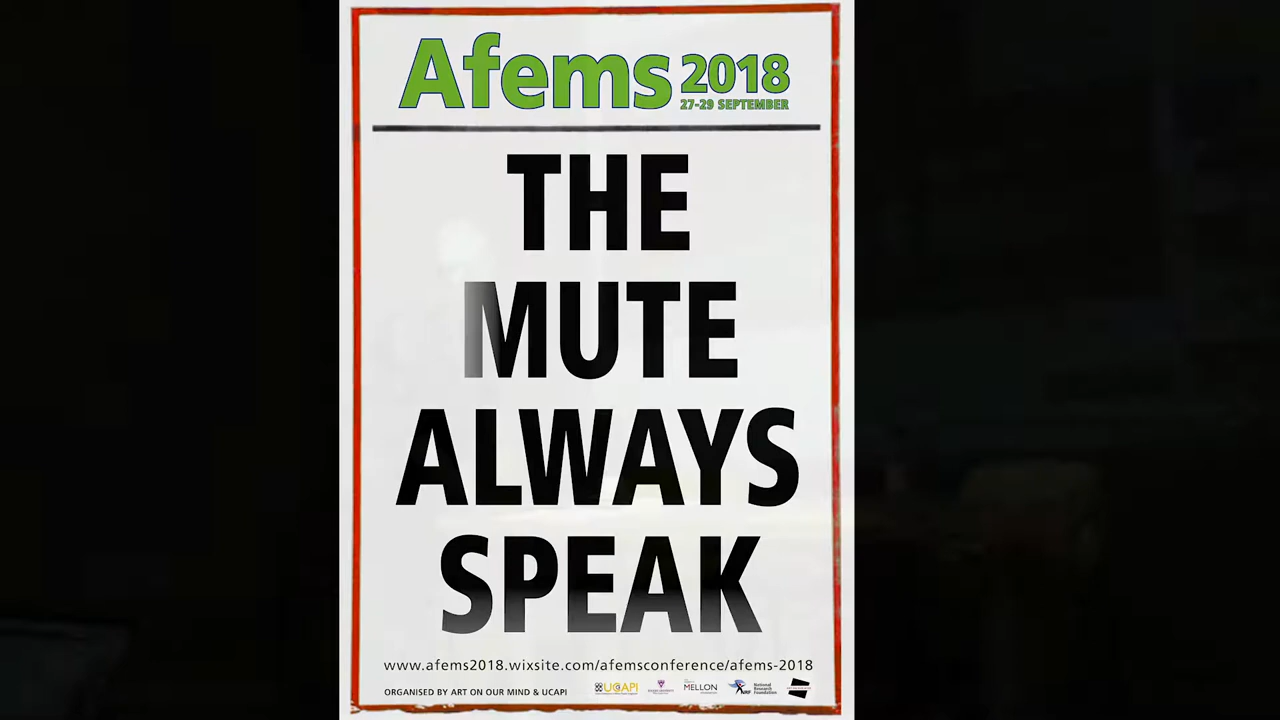 Afems 2018
27-29 SEPTEMBER
THE
MUTE
ALWAYS
SPEAK
www.afems2018.wixsite.com/afemsconference/afems-2018
ORGANISED BY ART ON OUR MIND & UCAPI
UCAPI
MELLON
NRF
National
Research
Foundation